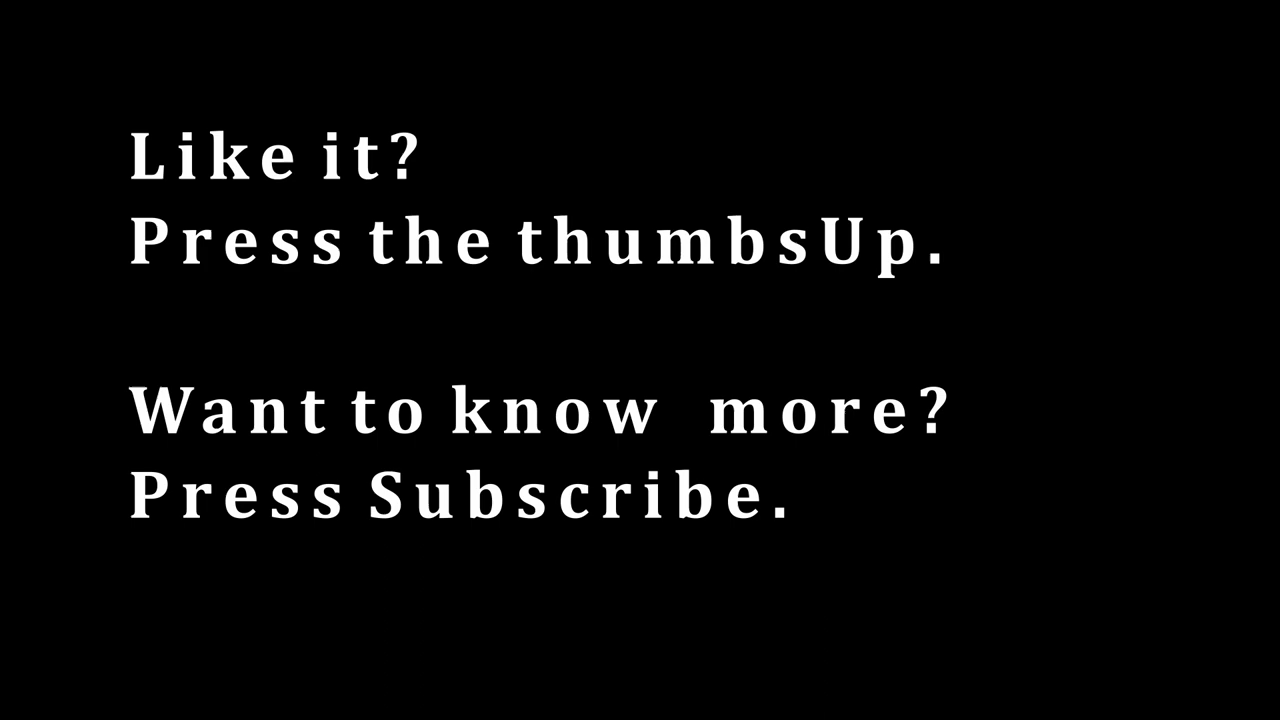 Like it?
Press the thumbsUp.
Want to know more?
Press Subscribe.